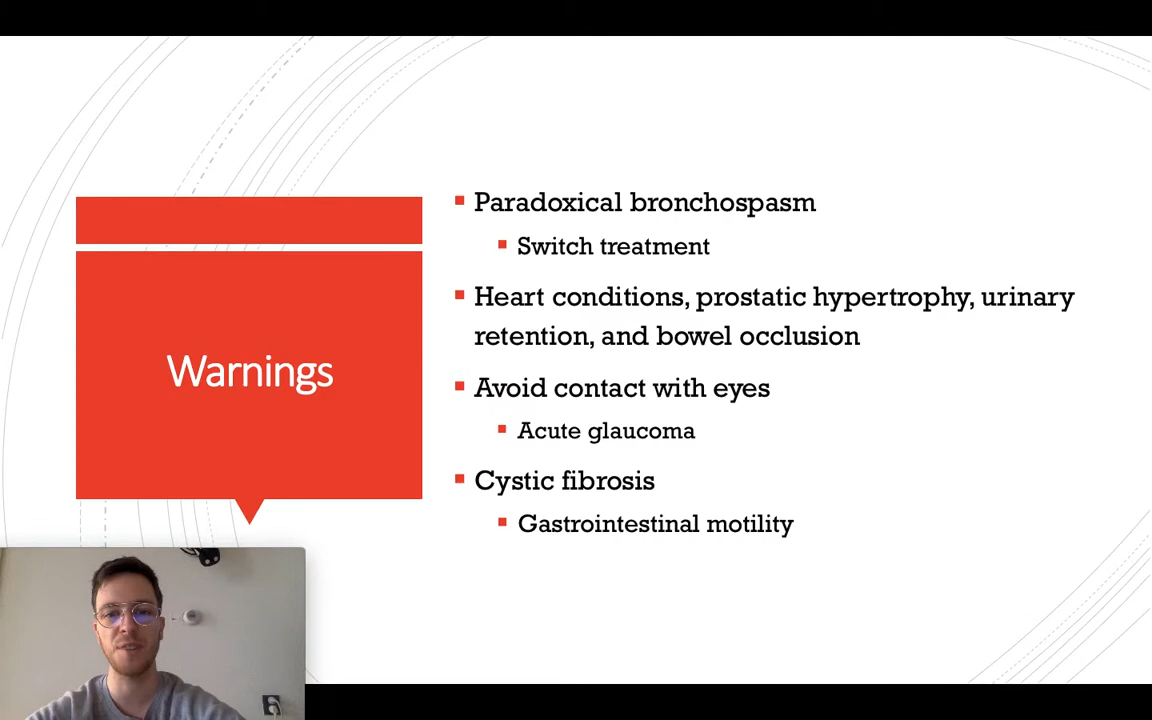 Warnings
Paradoxical bronchospasm
Switch treatment
Heart conditions, prostatic hypertrophy, urinary
retention, and bowel occlusion
Avoid contact with eyes
Acute glaucoma
Cystic fibrosis
Gastrointestinal motility